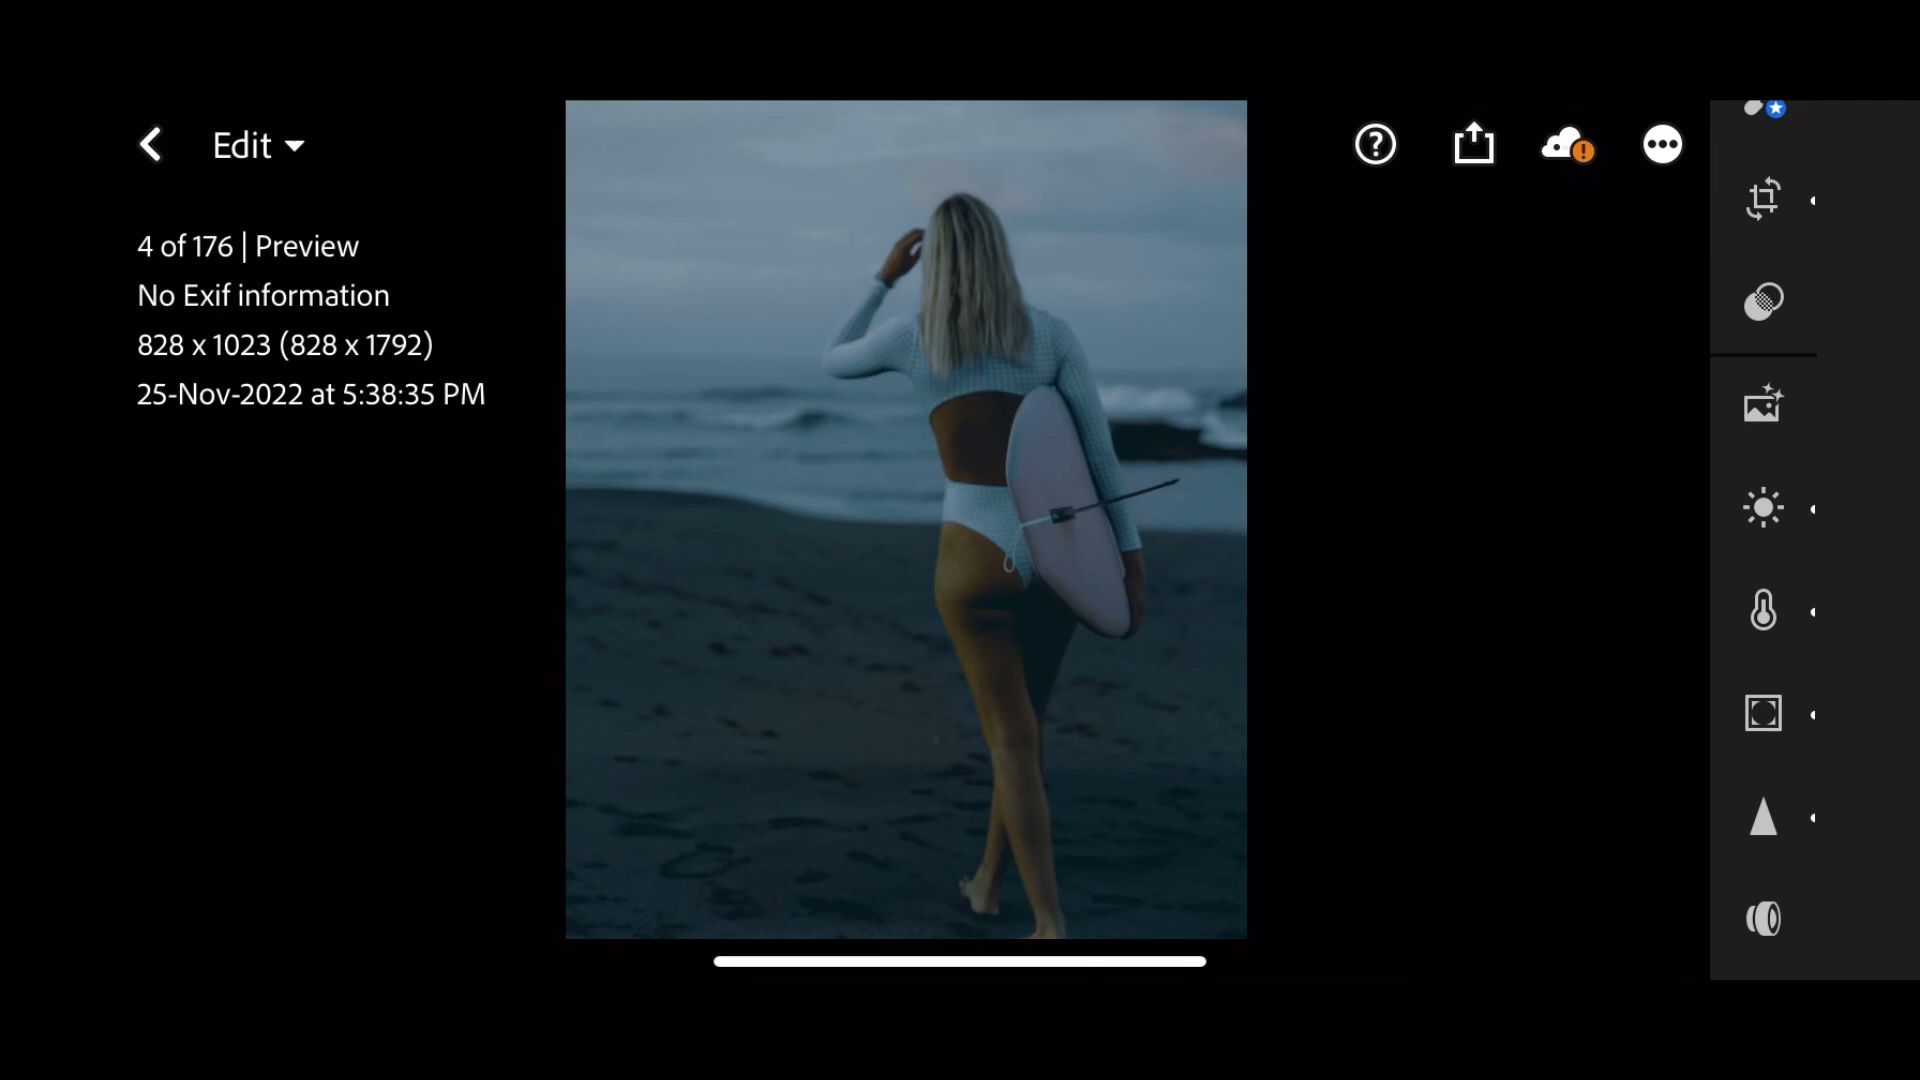 Edit
4 of 176 | Preview
No Exif information
828 x 1023 (828 x 1792)
25-Nov-2022 at 5:38:35 PM